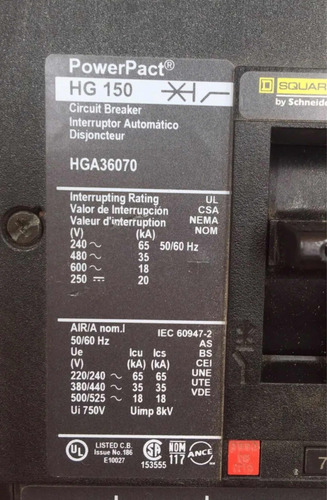 PowerPact®
HG 150
Circuit Breaker
Interruptor Automático
Disjoncteur
HGA36070
SQUAR
by Schneide
Interrupting Rating UL
Valor de Interrupción CSA
Valeur d'interruption NEMA
(V) (kA) NOM
240 ~ 65 50/60 Hz
480 ~ 35
600 ~ 18
250 ⎓ 20
AIR/A nom.I IEC 60947-2
50/60 Hz AS
Ue Icu Ics BS
(V) (kA) (kA) CEI
220/240 ~ 65 65 UNE
380/440 ~ 35 35 UTE
500/525 ~ 18 18 VDE
Ui 750V Uimp 8kV
UL LISTED C.B. Issue No.186 E10027
SA 153555
NOM 117
ANCE
7